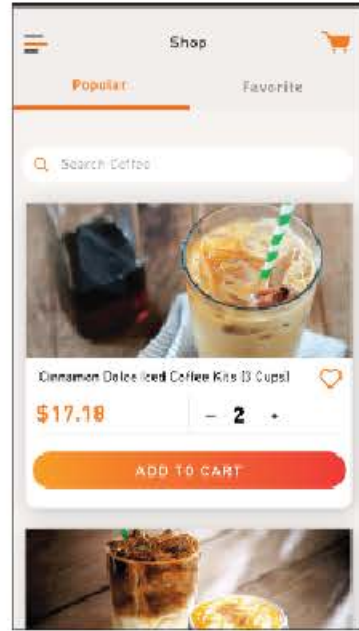 Shop
Popular Favorite
Search Coffee
Cinnamon Dolce Iced Coffee Kits (3 Cups)
$17.18 – 2 +
ADD TO CART